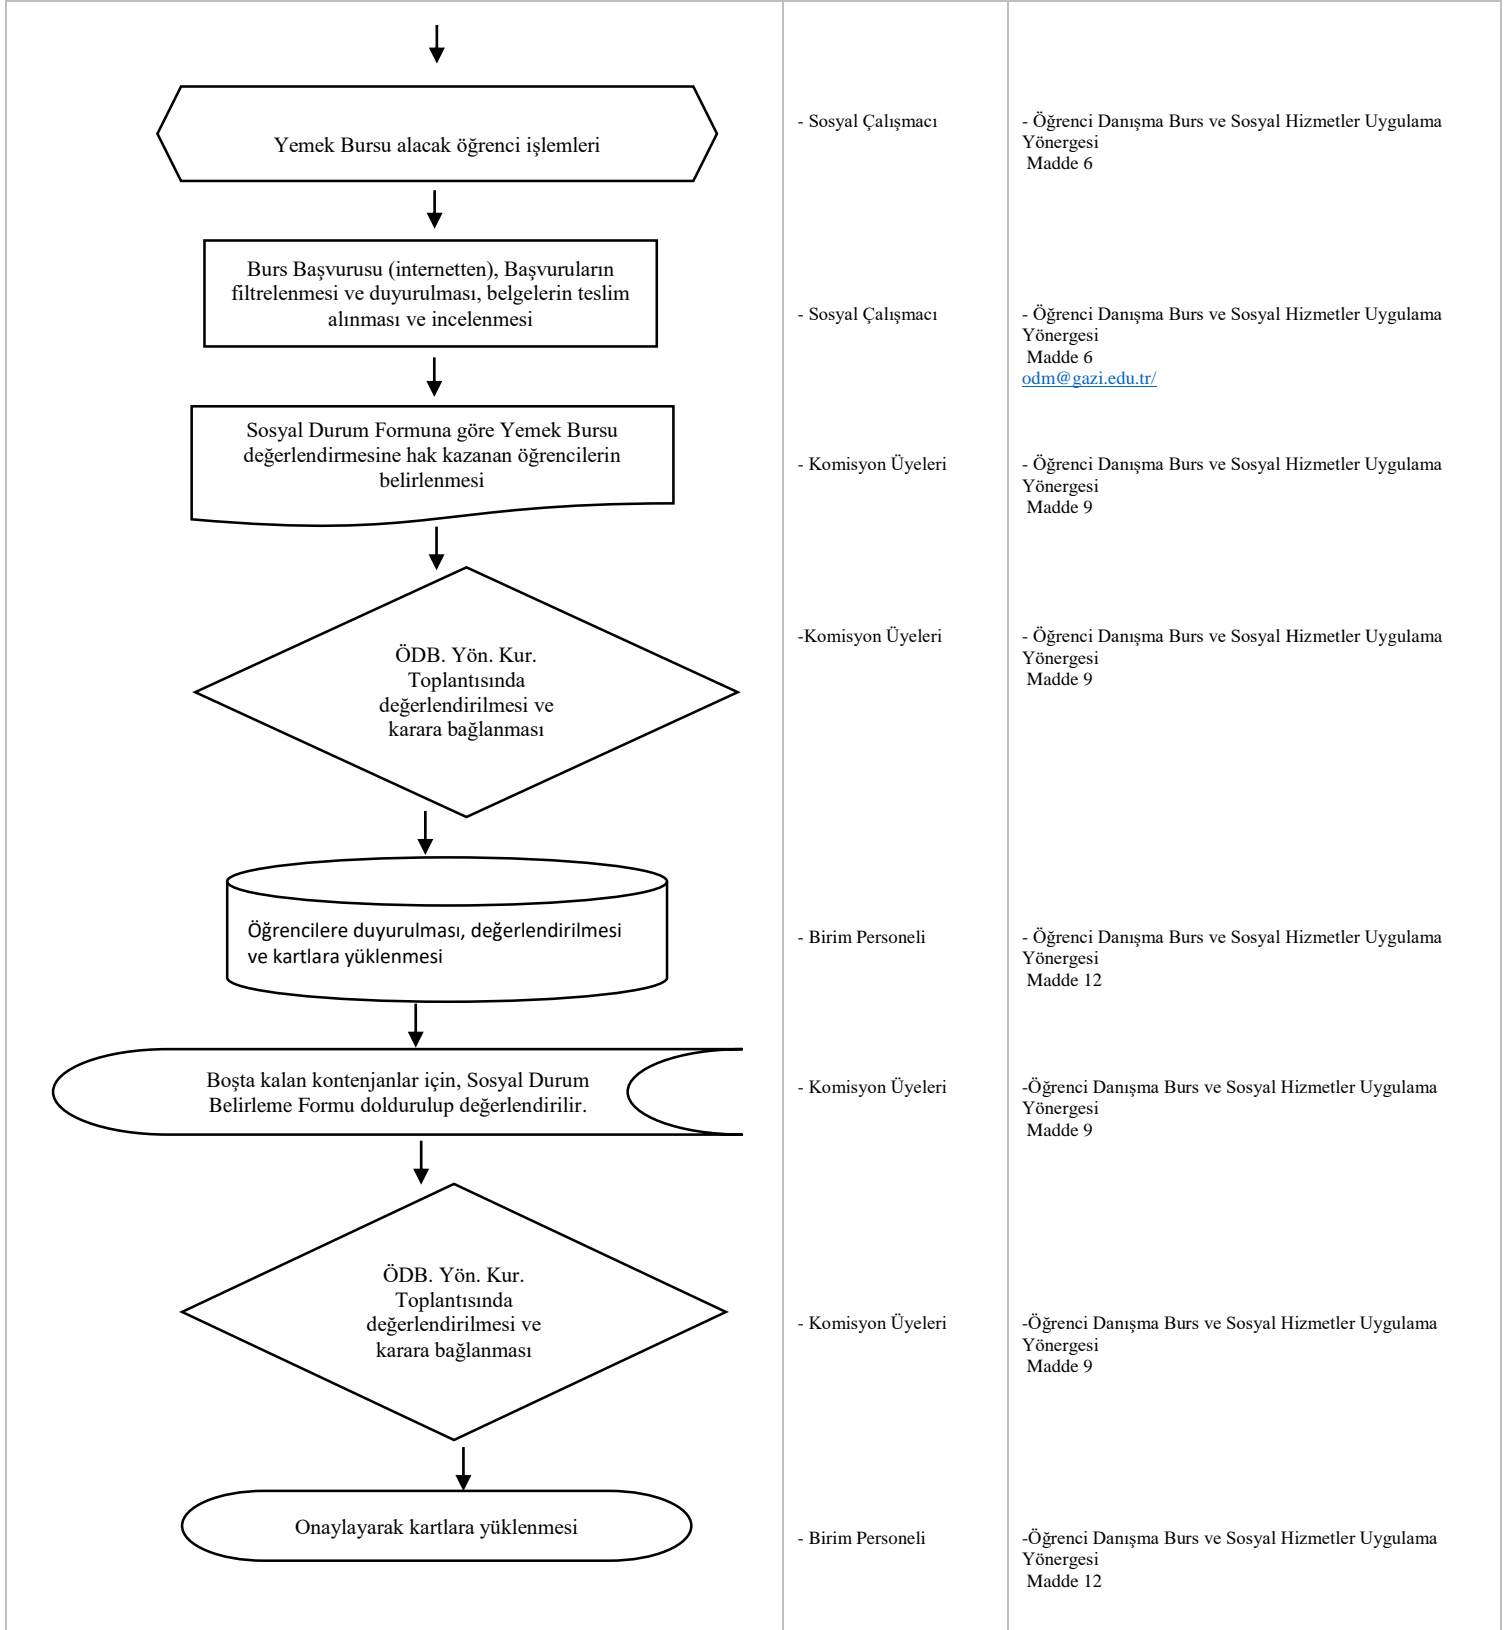 Yemek Bursu alacak öğrenci işlemleri
- Sosyal Çalışmacı
- Öğrenci Danışma Burs ve Sosyal Hizmetler Uygulama
Yönergesi
Madde 6
Burs Başvurusu (internetten), Başvuruların
filtrelenmesi ve duyurulması, belgelerin teslim
alınması ve incelenmesi
- Sosyal Çalışmacı
- Öğrenci Danışma Burs ve Sosyal Hizmetler Uygulama
Yönergesi
Madde 6
odm@gazi.edu.tr/
Sosyal Durum Formuna göre Yemek Bursu
değerlendirmesine hak kazanan öğrencilerin
belirlenmesi
- Komisyon Üyeleri
- Öğrenci Danışma Burs ve Sosyal Hizmetler Uygulama
Yönergesi
Madde 9
ÖDB. Yön. Kur.
Toplantısında
değerlendirilmesi ve
karara bağlanması
-Komisyon Üyeleri
- Öğrenci Danışma Burs ve Sosyal Hizmetler Uygulama
Yönergesi
Madde 9
Öğrencilere duyurulması, değerlendirilmesi
ve kartlara yüklenmesi
- Birim Personeli
- Öğrenci Danışma Burs ve Sosyal Hizmetler Uygulama
Yönergesi
Madde 12
Boşta kalan kontenjanlar için, Sosyal Durum
Belirleme Formu doldurulup değerlendirilir.
- Komisyon Üyeleri
-Öğrenci Danışma Burs ve Sosyal Hizmetler Uygulama
Yönergesi
Madde 9
ÖDB. Yön. Kur.
Toplantısında
değerlendirilmesi ve
karara bağlanması
- Komisyon Üyeleri
-Öğrenci Danışma Burs ve Sosyal Hizmetler Uygulama
Yönergesi
Madde 9
Onaylayarak kartlara yüklenmesi
- Birim Personeli
-Öğrenci Danışma Burs ve Sosyal Hizmetler Uygulama
Yönergesi
Madde 12